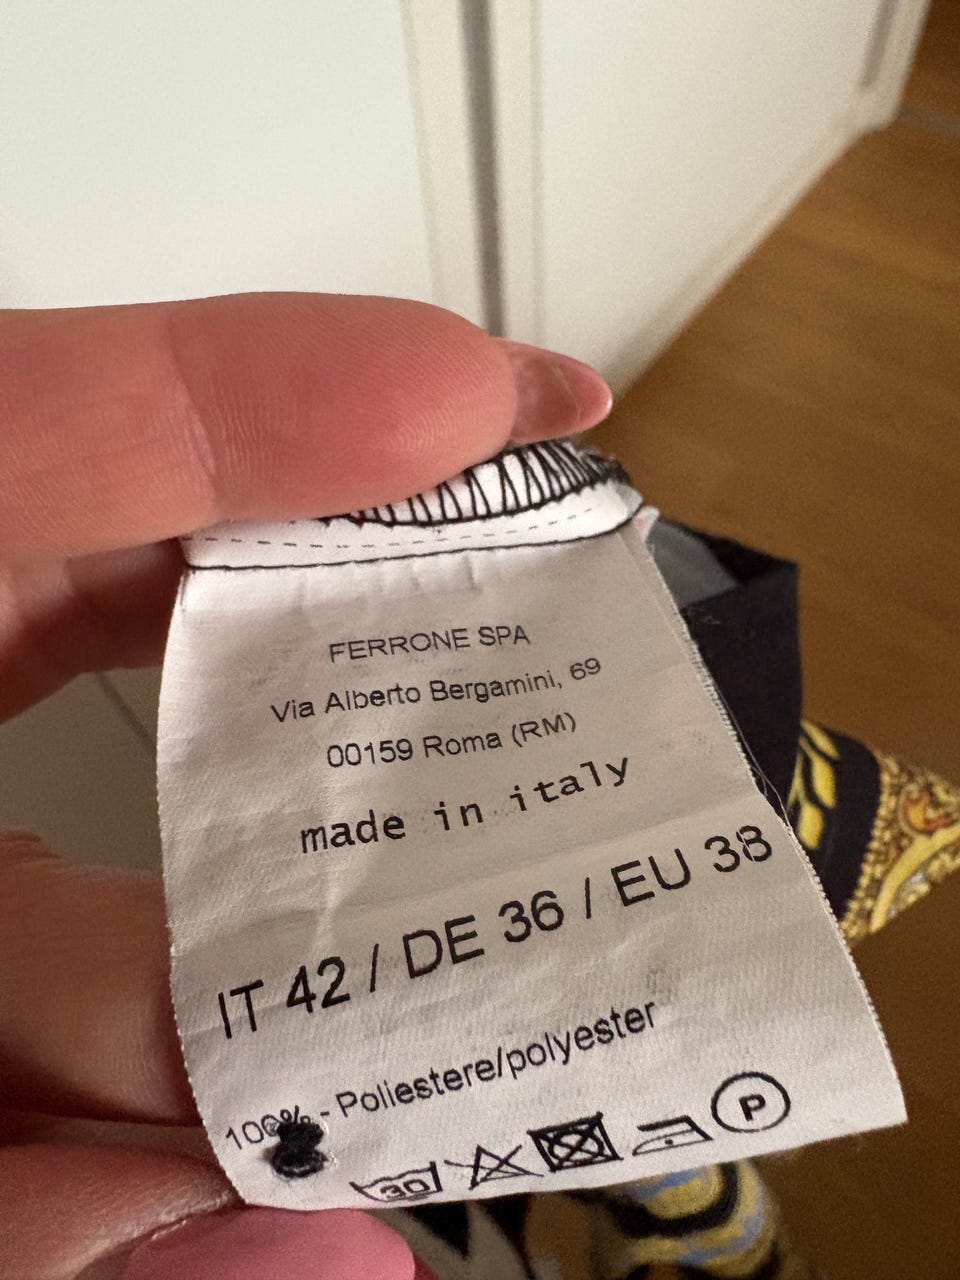 FERRONE SPA
Via Alberto Bergamini, 69
00159 Roma (RM)
made in italy
IT 42 / DE 36 / EU 38
100% - Poliestere/polyester
30 P